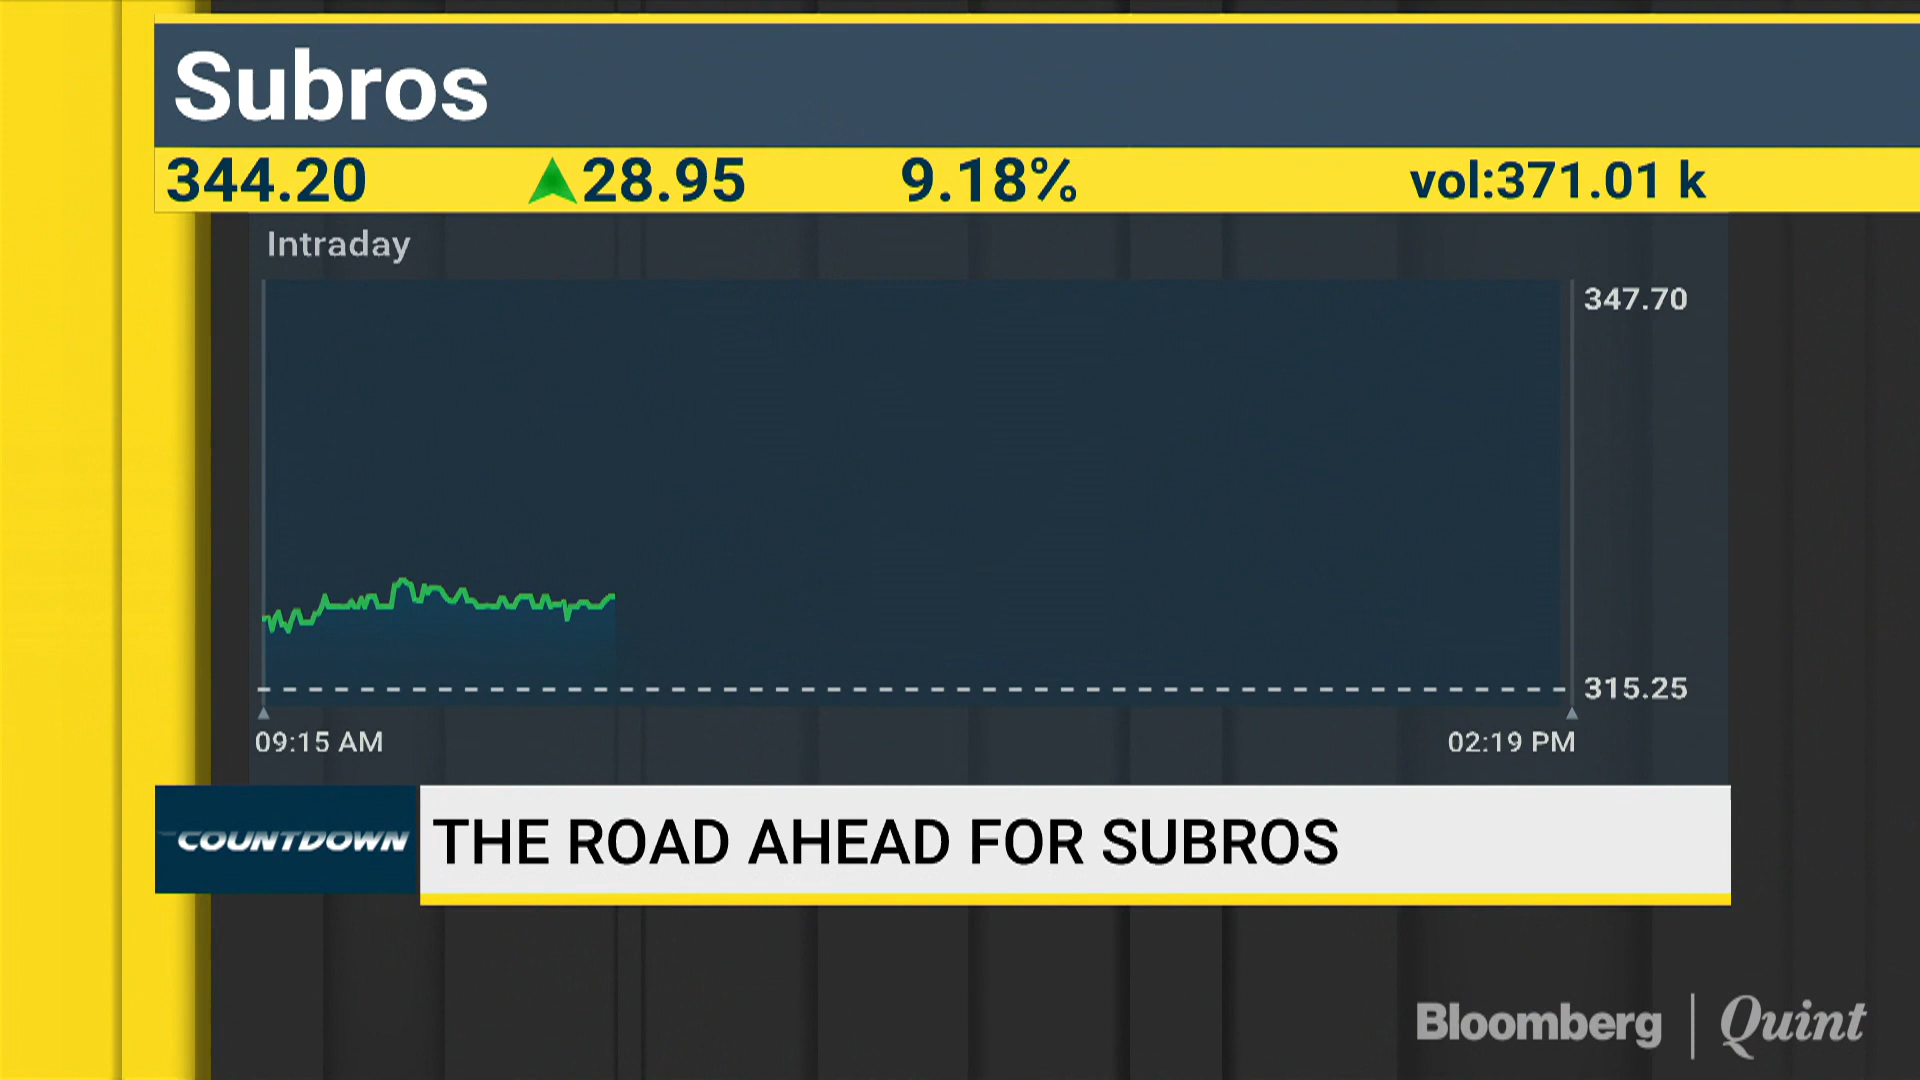 Subros
344.20 28.95 9.18% vol:371.01 k
Intraday
347.70
315.25
09:15 AM 02:19 PM
COUNTDOWN THE ROAD AHEAD FOR SUBROS
Bloomberg | Quint